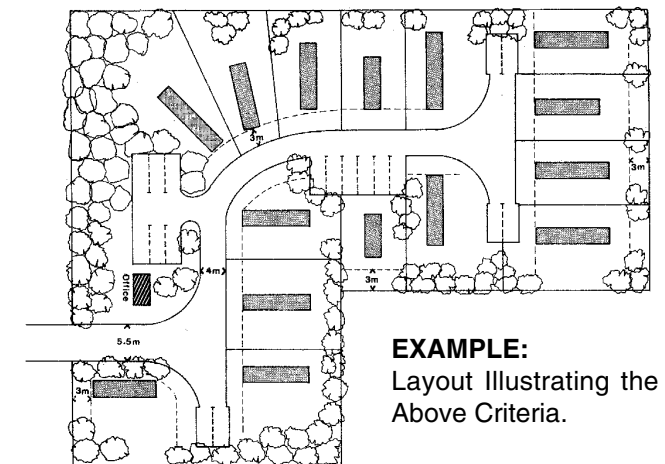 3m
3m
Office
4m
3m
5.5m
3m
EXAMPLE:
Layout Illustrating the
Above Criteria.